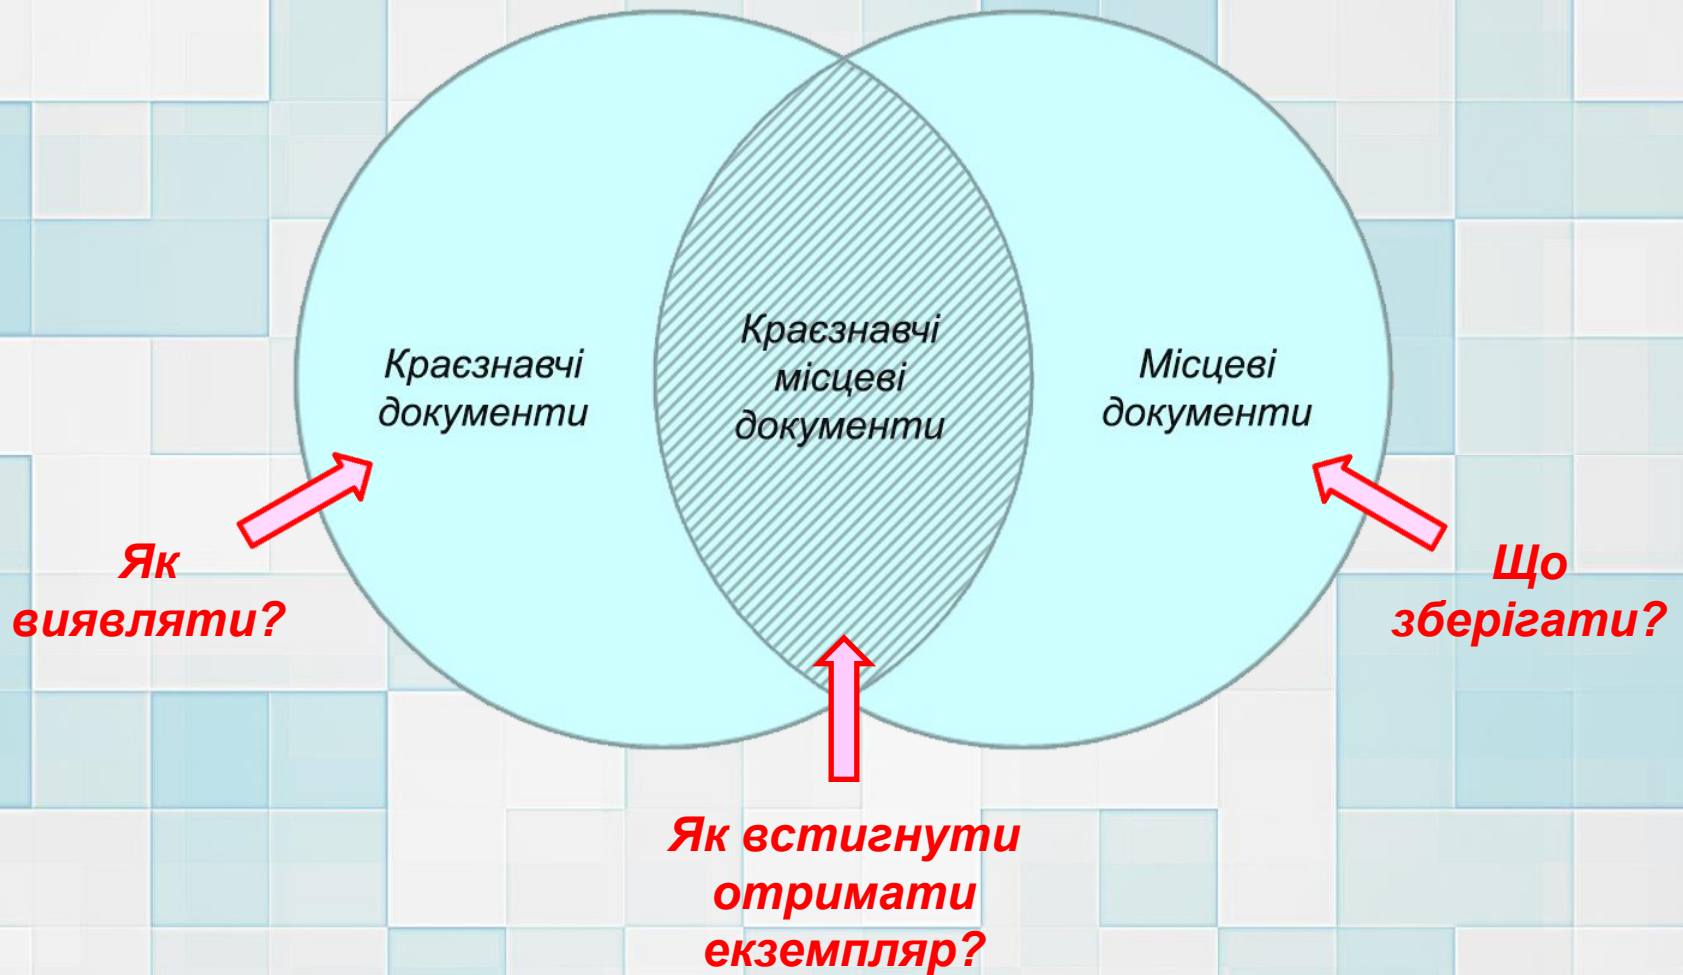 Краєзнавчі
документи
Краєзнавчі
місцеві
документи
Місцеві
документи
Як
виявляти?
Що
зберігати?
Як встигнути
отримати
екземпляр?